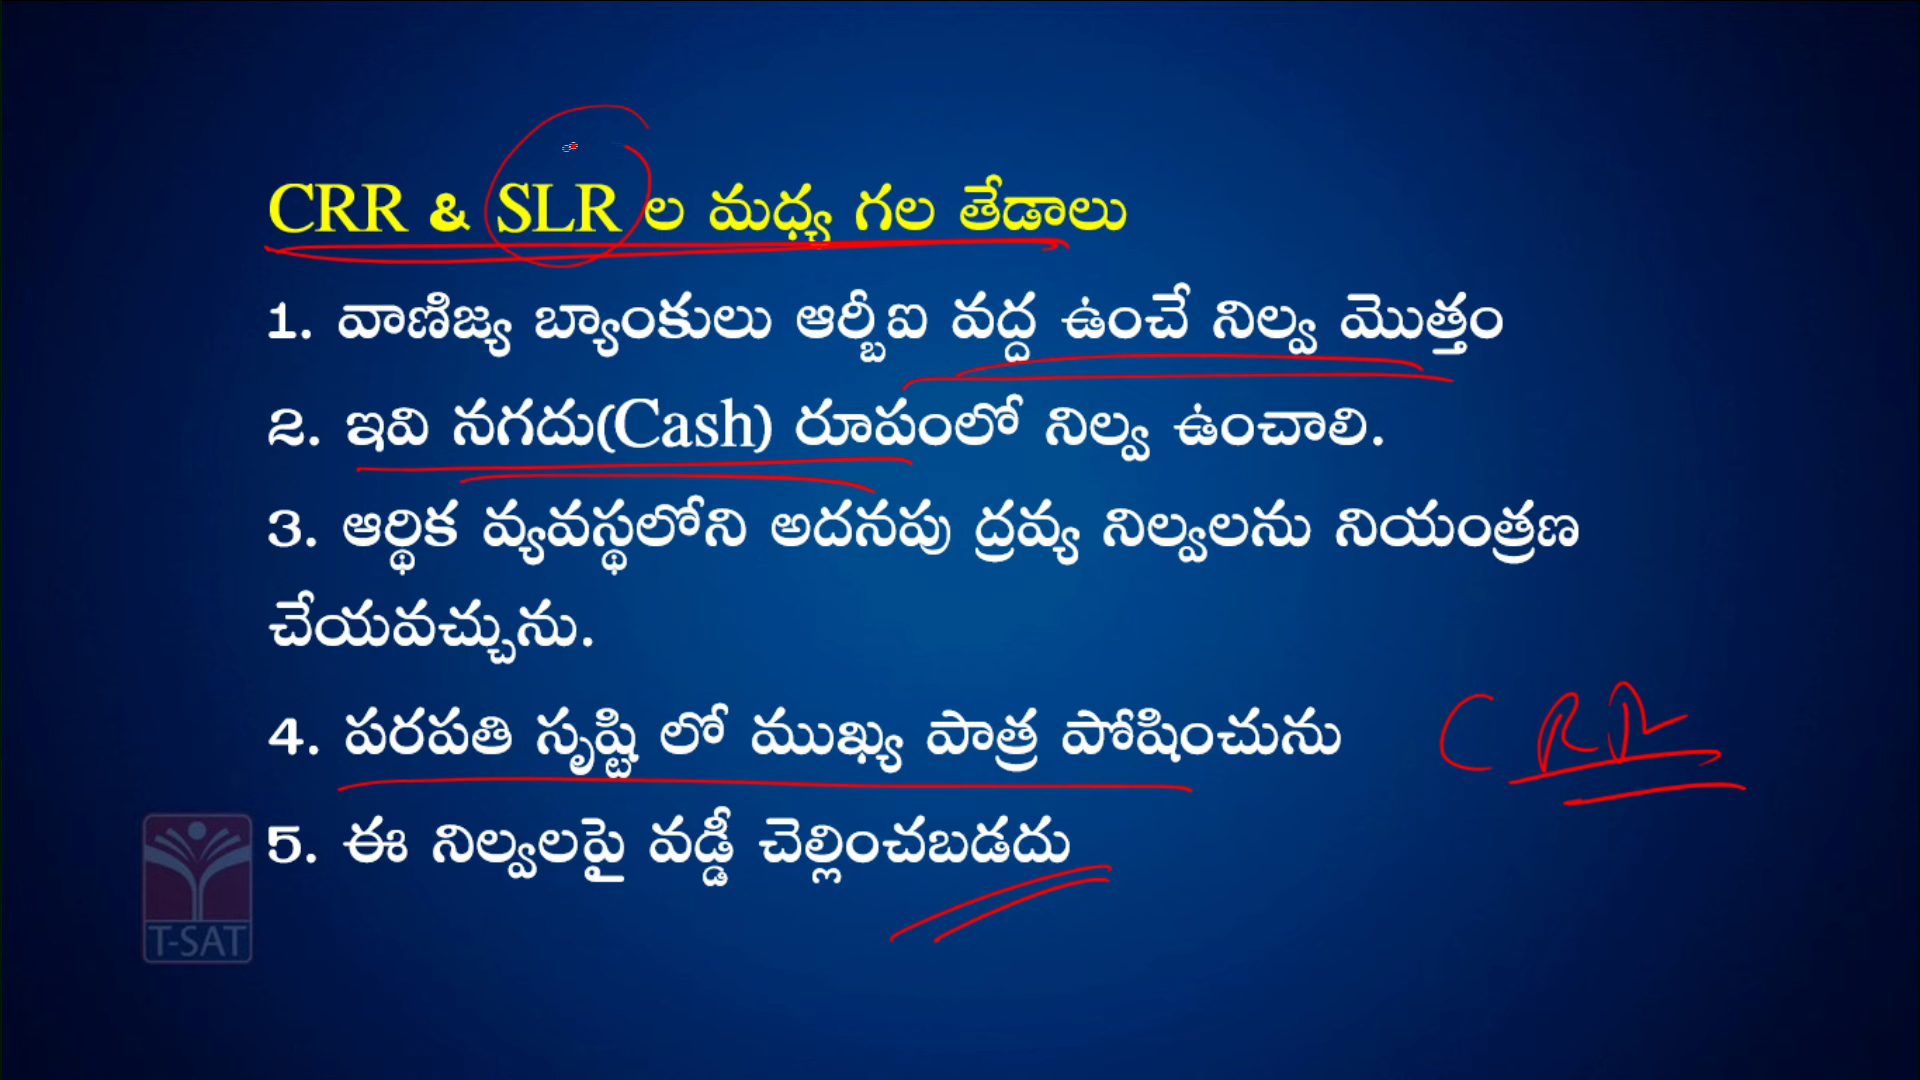 CRR & SLR ల మధ్య గల తేడాలు
1. వాణిజ్య బ్యాంకులు ఆర్బీఐ వద్ద ఉంచే నిల్వ మొత్తం
2. ఇవి నగదు(Cash) రూపంలో నిల్వ ఉంచాలి.
3. ఆర్థిక వ్యవస్థలోని అదనపు ద్రవ్య నిల్వలను నియంత్రణ
చేయవచ్చును.
4. పరపతి సృష్టి లో ముఖ్య పాత్ర పోషించును
CRR
5. ఈ నిల్వలపై వడ్డీ చెల్లించబడదు
T-SAT